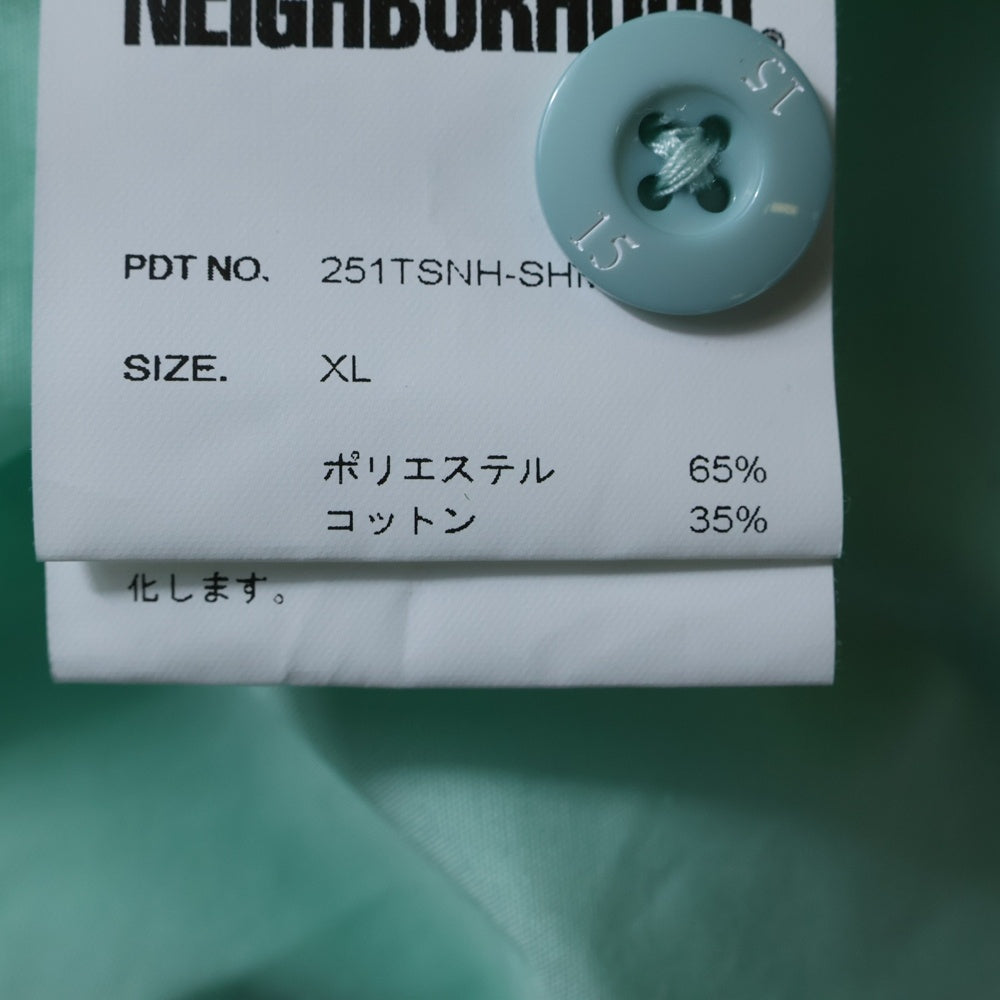 NEIGHBORHOOD®
PDT NO. 251TSNH-SH
SIZE. XL
ポリエステル 65%
コットン 35%
化します。
15
15